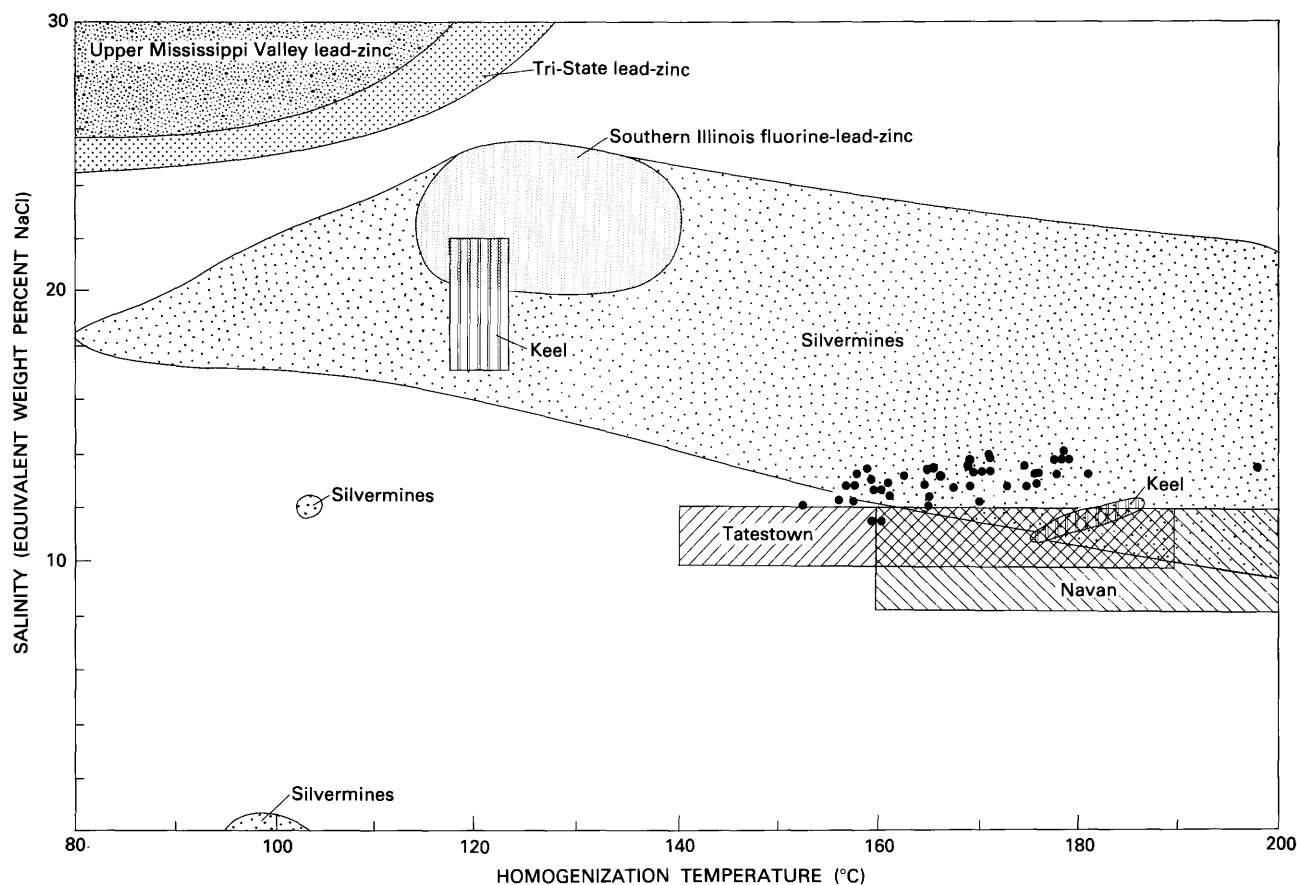 30
Upper Mississippi Valley lead-zinc
Tri-State lead-zinc
Southern Illinois fluorine-lead-zinc
20
Keel
Silvermines
Silvermines
Keel
Tatestown
10
Navan
Silvermines
80
100
120
140
160
180
200
SALINITY (EQUIVALENT WEIGHT PERCENT NaCl)
HOMOGENIZATION TEMPERATURE (°C)